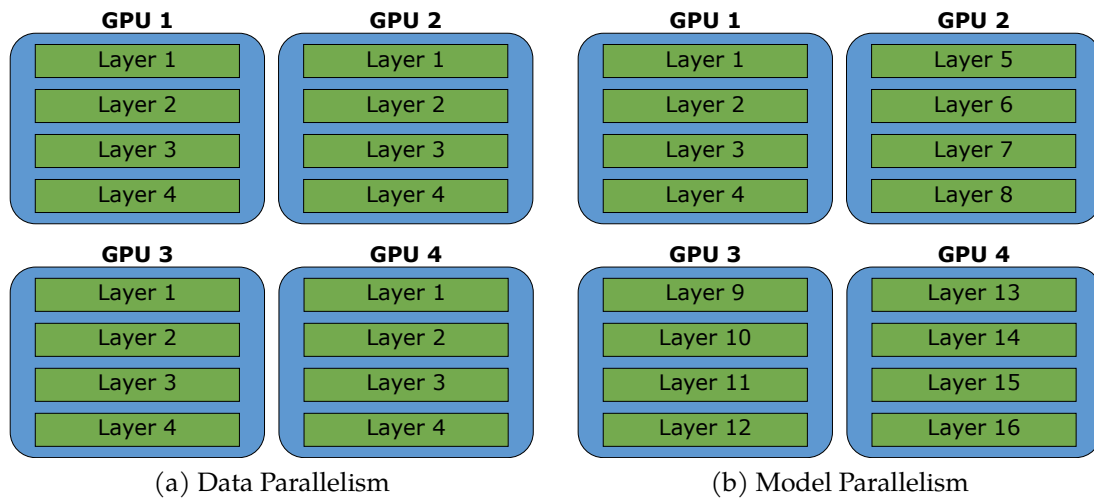 GPU 1
Layer 1
Layer 2
Layer 3
Layer 4
GPU 2
Layer 1
Layer 2
Layer 3
Layer 4
GPU 3
Layer 1
Layer 2
Layer 3
Layer 4
GPU 4
Layer 1
Layer 2
Layer 3
Layer 4
(a) Data Parallelism
GPU 1
Layer 1
Layer 2
Layer 3
Layer 4
GPU 2
Layer 5
Layer 6
Layer 7
Layer 8
GPU 3
Layer 9
Layer 10
Layer 11
Layer 12
GPU 4
Layer 13
Layer 14
Layer 15
Layer 16
(b) Model Parallelism